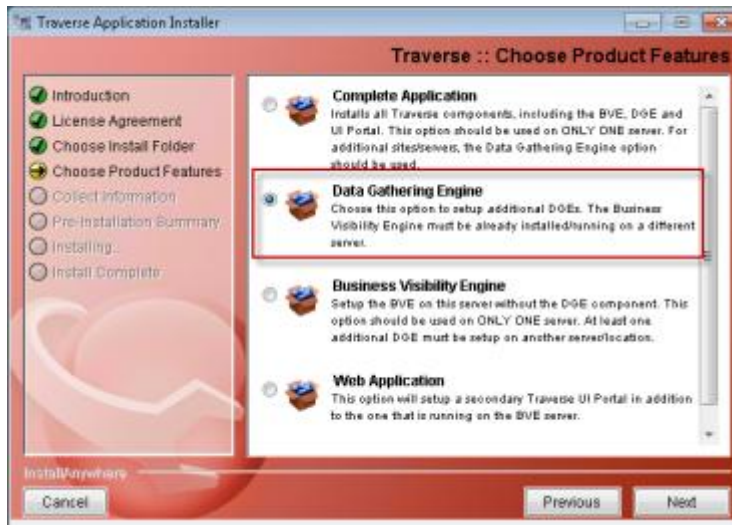 Traverse Application Installer
Traverse :: Choose Product Features
Introduction
License Agreement
Choose Install Folder
Choose Product Features
Collect Information
Pre-Installation Summary
Installing...
Install Complete
Complete Application
Installs all Traverse components, including the BVE, DGE and
UI Portal. This option should be used on ONLY ONE server. For
additional sites/servers, the Data Gathering Engine option
should be used.
Data Gathering Engine
Choose this option to setup additional DGEs. The Business
Visibility Engine must be already installed/running on a different
server.
Business Visibility Engine
Setup the BVE on this server without the DGE component. This
option should be used on ONLY ONE server. At least one
additional DGE must be setup on another server/location.
Web Application
This option will setup a secondary Traverse UI Portal in addition
to the one that is running on the BVE server.
InstallAnywhere
Cancel
Previous
Next